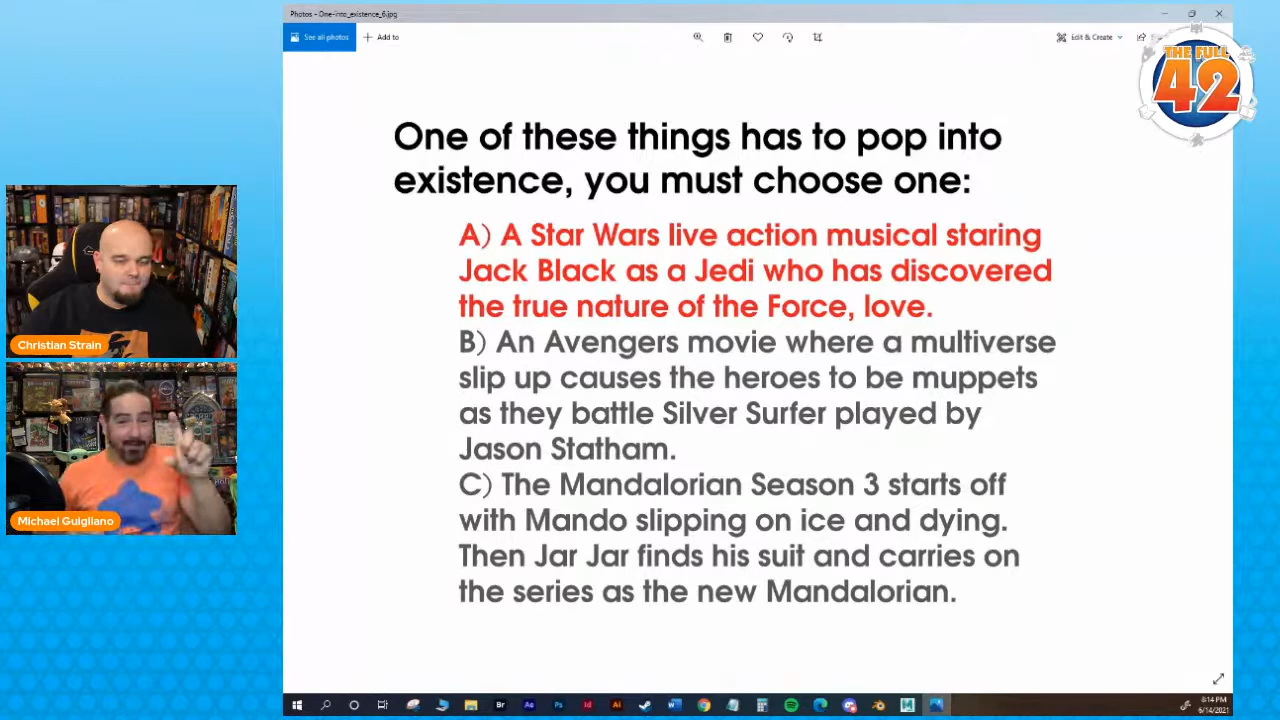 Photos - One-into_existence_6.jpg
See all photos
Add to
Edit & Create
THE FULL
42
One of these things has to pop into
existence, you must choose one:
A) A Star Wars live action musical staring
Jack Black as a Jedi who has discovered
the true nature of the Force, love.
B) An Avengers movie where a multiverse
slip up causes the heroes to be muppets
as they battle Silver Surfer played by
Jason Statham.
C) The Mandalorian Season 3 starts off
with Mando slipping on ice and dying.
Then Jar Jar finds his suit and carries on
the series as the new Mandalorian.
Christian Strain
Michael Guigliano
Br
Ae
Ps
Id
Ai
8:14 PM
6/14/2021